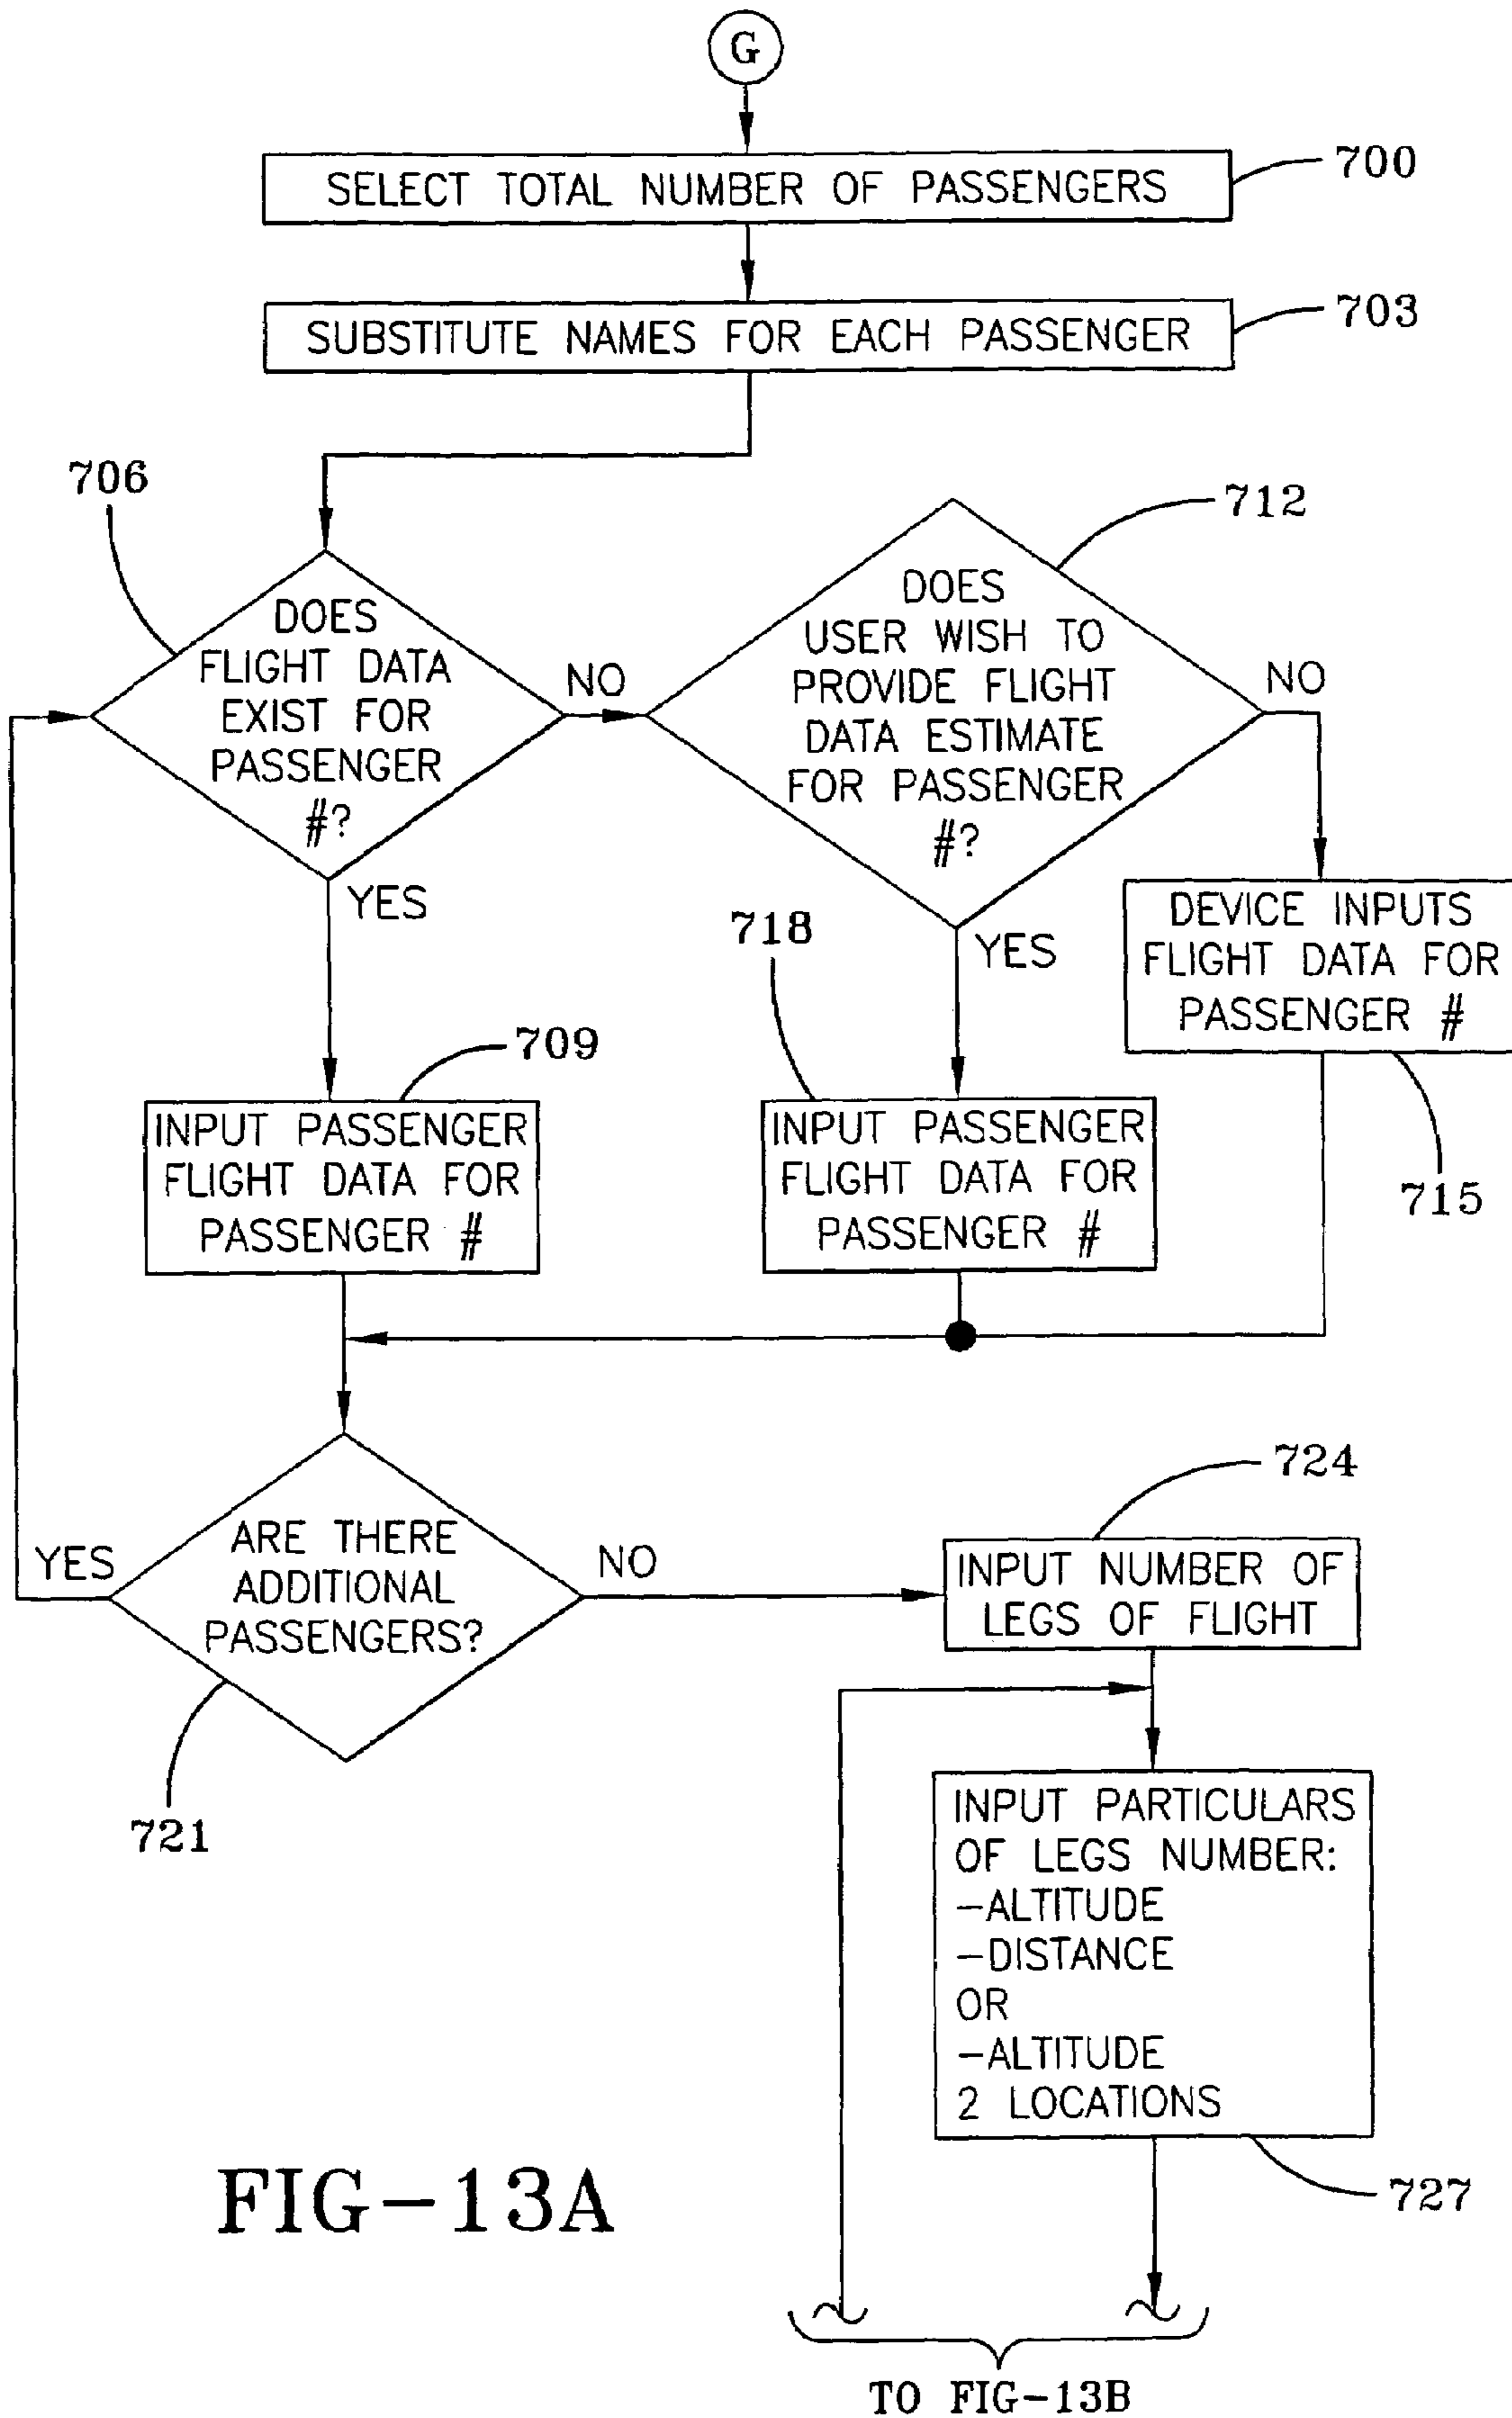 G
SELECT TOTAL NUMBER OF PASSENGERS
700
SUBSTITUTE NAMES FOR EACH PASSENGER
703
706
DOES
FLIGHT DATA
EXIST FOR
PASSENGER
#?
NO
YES
712
DOES
USER WISH TO
PROVIDE FLIGHT
DATA ESTIMATE
FOR PASSENGER
#?
NO
YES
DEVICE INPUTS
FLIGHT DATA FOR
PASSENGER #
715
709
INPUT PASSENGER
FLIGHT DATA FOR
PASSENGER #
718
INPUT PASSENGER
FLIGHT DATA FOR
PASSENGER #
YES
ARE THERE
ADDITIONAL
PASSENGERS?
NO
721
724
INPUT NUMBER OF
LEGS OF FLIGHT
INPUT PARTICULARS
OF LEGS NUMBER:
-ALTITUDE
-DISTANCE
OR
-ALTITUDE
2 LOCATIONS
727
FIG-13A
TO FIG-13B